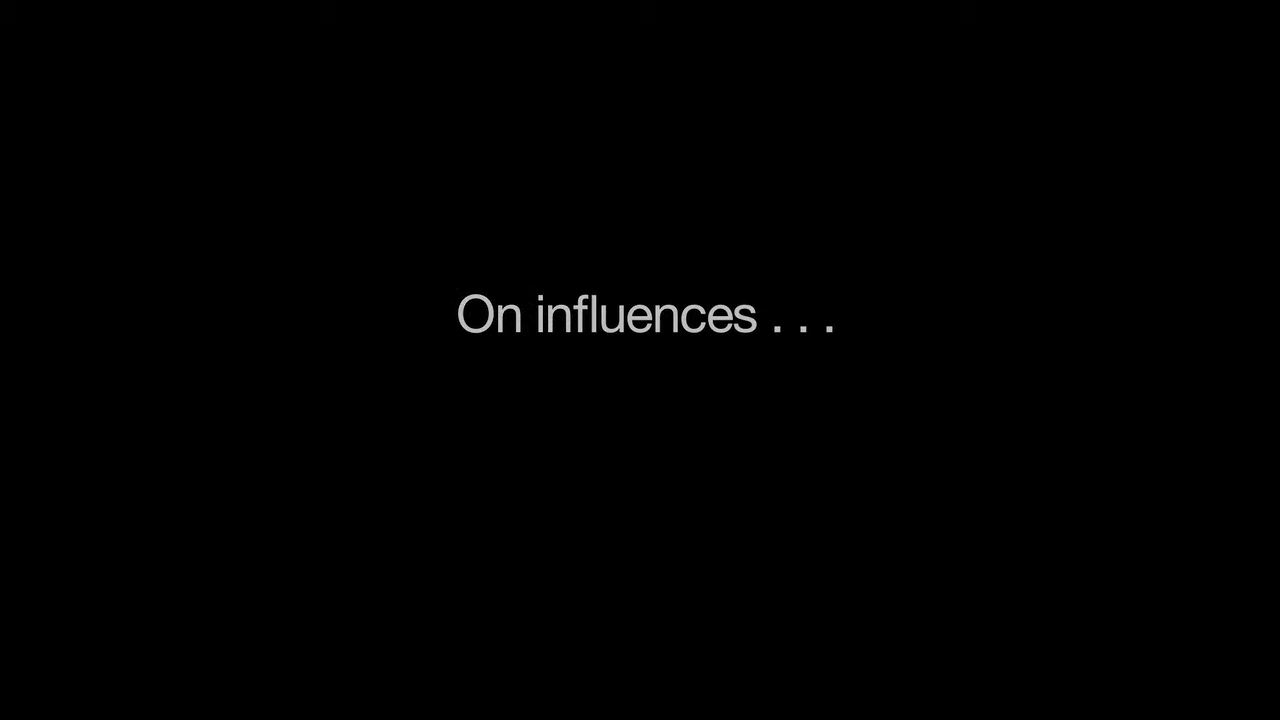 On influences . . .